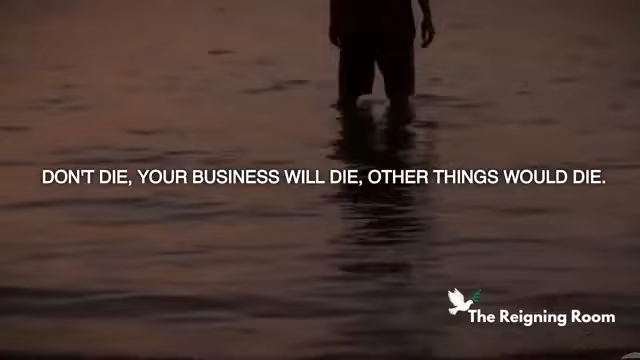 DON'T DIE, YOUR BUSINESS WILL DIE, OTHER THINGS WOULD DIE.
The Reigning Room